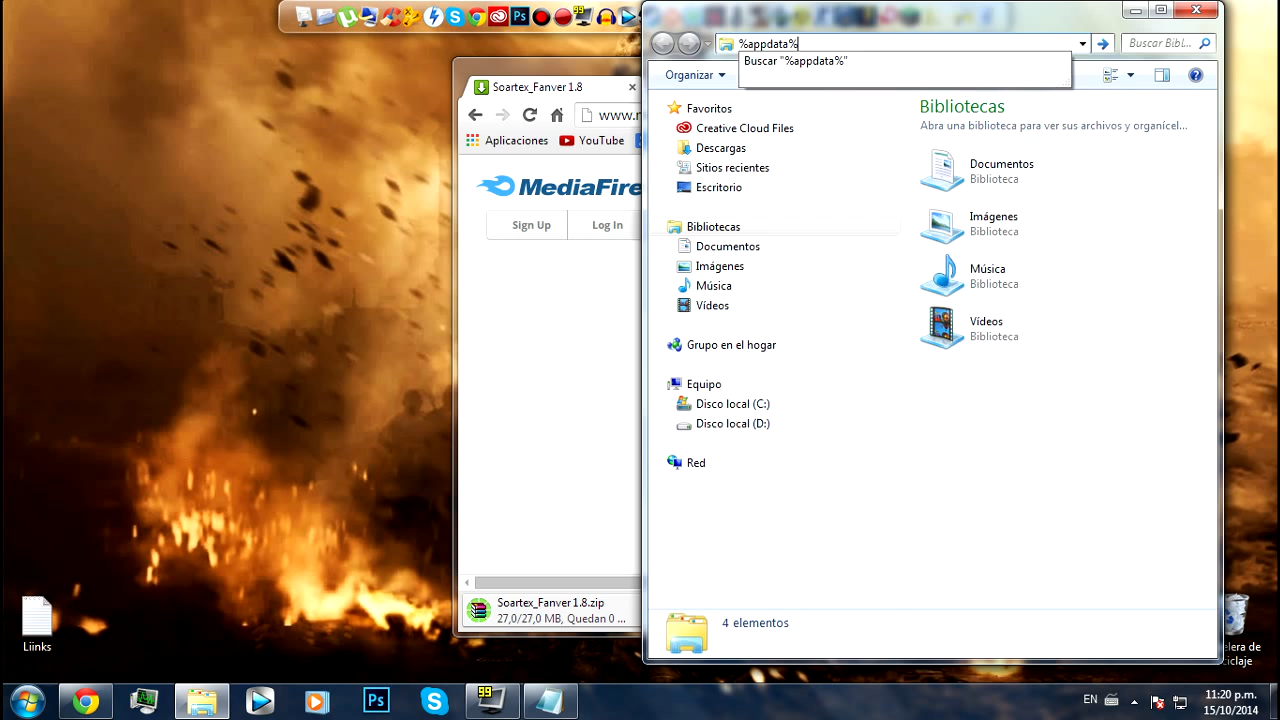 99
%appdata%
Buscar Bibl...
Buscar "%appdata%"
Organizar
Soartex_Fanver 1.8
Aplicaciones
YouTube
MediaFire
Sign Up
Log In
Soartex_Fanver 1.8.zip
27,0/27,0 MB, Quedan 0 ...
Favoritos
Creative Cloud Files
Descargas
Sitios recientes
Escritorio
Bibliotecas
Documentos
Imágenes
Música
Vídeos
Grupo en el hogar
Equipo
Disco local (C:)
Disco local (D:)
Red
Bibliotecas
Abra una biblioteca para ver sus archivos y organícel...
Documentos
Biblioteca
Imágenes
Biblioteca
Música
Biblioteca
Vídeos
Biblioteca
4 elementos
Liinks
Ps
99
EN
11:20 p.m.
15/10/2014